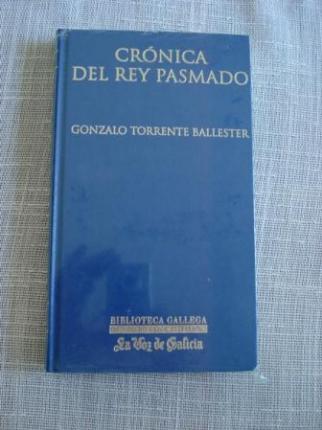 CRÓNICA
DEL REY PASMADO
GONZALO TORRENTE BALLESTER
BIBLIOTECA GALLEGA
La Voz de Galicia